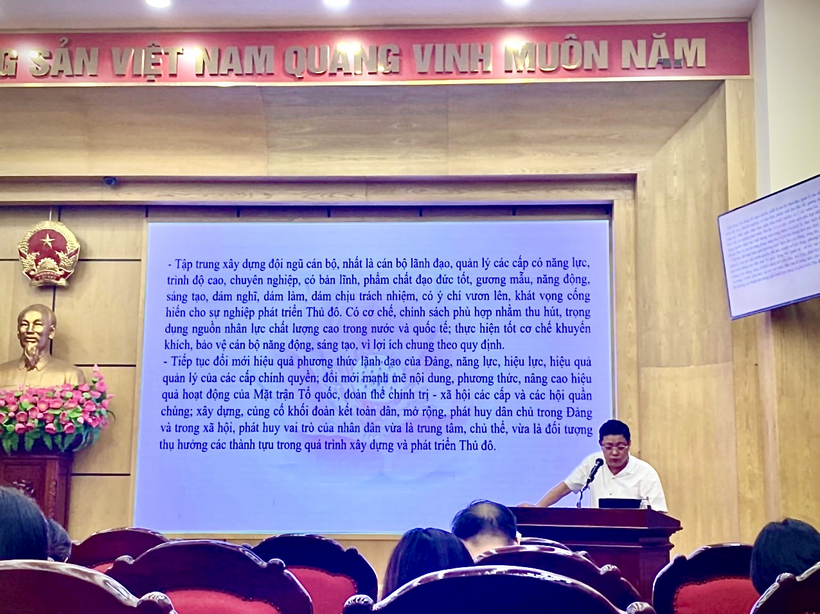 G SẢN VIỆT NAM QUANG VINH MUÔN NĂM
- Tập trung xây dựng đội ngũ cán bộ, nhất là cán bộ lãnh đạo, quản lý các cấp có năng lực,
trình độ cao, chuyên nghiệp, có bản lĩnh, phẩm chất đạo đức tốt, gương mẫu, năng động,
sáng tạo, dám nghĩ, dám làm, dám chịu trách nhiệm, có ý chí vươn lên, khát vọng cống
hiến cho sự nghiệp phát triển Thủ đô. Có cơ chế, chính sách phù hợp nhằm thu hút, trọng
dung nguồn nhân lực chất lượng cao trong nước và quốc tế; thực hiện tốt cơ chế khuyến
khích, bảo vệ cán bộ năng động, sáng tạo, vì lợi ích chung theo quy định.
- Tiếp tục đổi mới hiệu quả phương thức lãnh đạo của Đảng, năng lực, hiệu lực, hiệu quả
quản lý của các cấp chính quyền; đổi mới mạnh mẽ nội dung, phương thức, nâng cao hiệu
quả hoạt động của Mặt trận Tổ quốc, đoàn thể chính trị - xã hội các cấp và các hội quần
chúng; xây dựng, củng cố khối đoàn kết toàn dân, mở rộng, phát huy dân chủ trong Đảng
và trong xã hội, phát huy vai trò của nhân dân vừa là trung tâm, chủ thể, vừa là đối tượng
thụ hưởng các thành tựu trong quá trình xây dựng và phát triển Thủ đô.